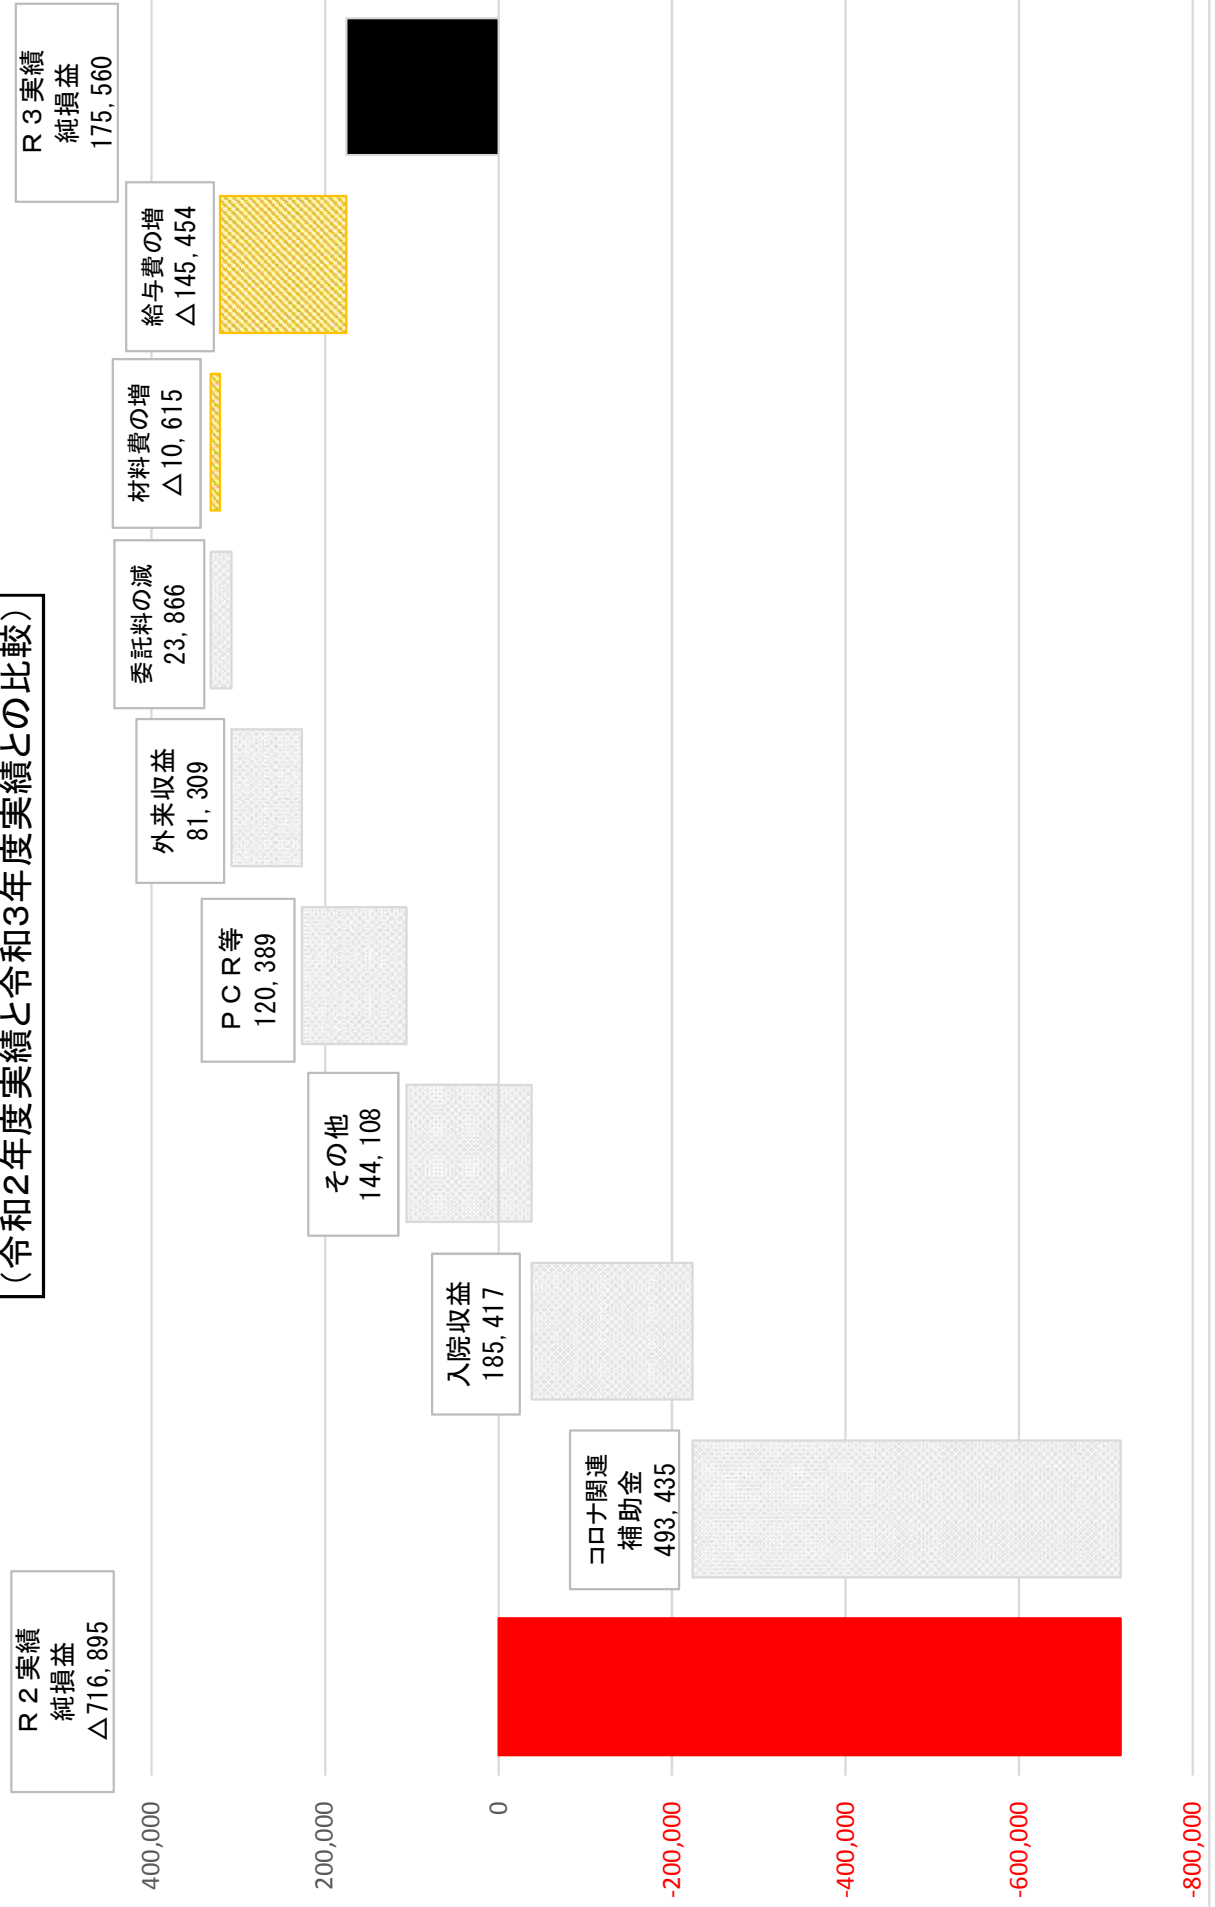 （令和2年度実績と令和3年度実績との比較）
Ｒ２実績
純損益
△716,895
コロナ関連
補助金
493,435
入院収益
185,417
その他
144,108
ＰＣＲ等
120,389
外来収益
81,309
委託料の減
23,866
材料費の増
△10,615
給与費の増
△145,454
Ｒ３実績
純損益
175,560
400,000
200,000
0
-200,000
-400,000
-600,000
-800,000